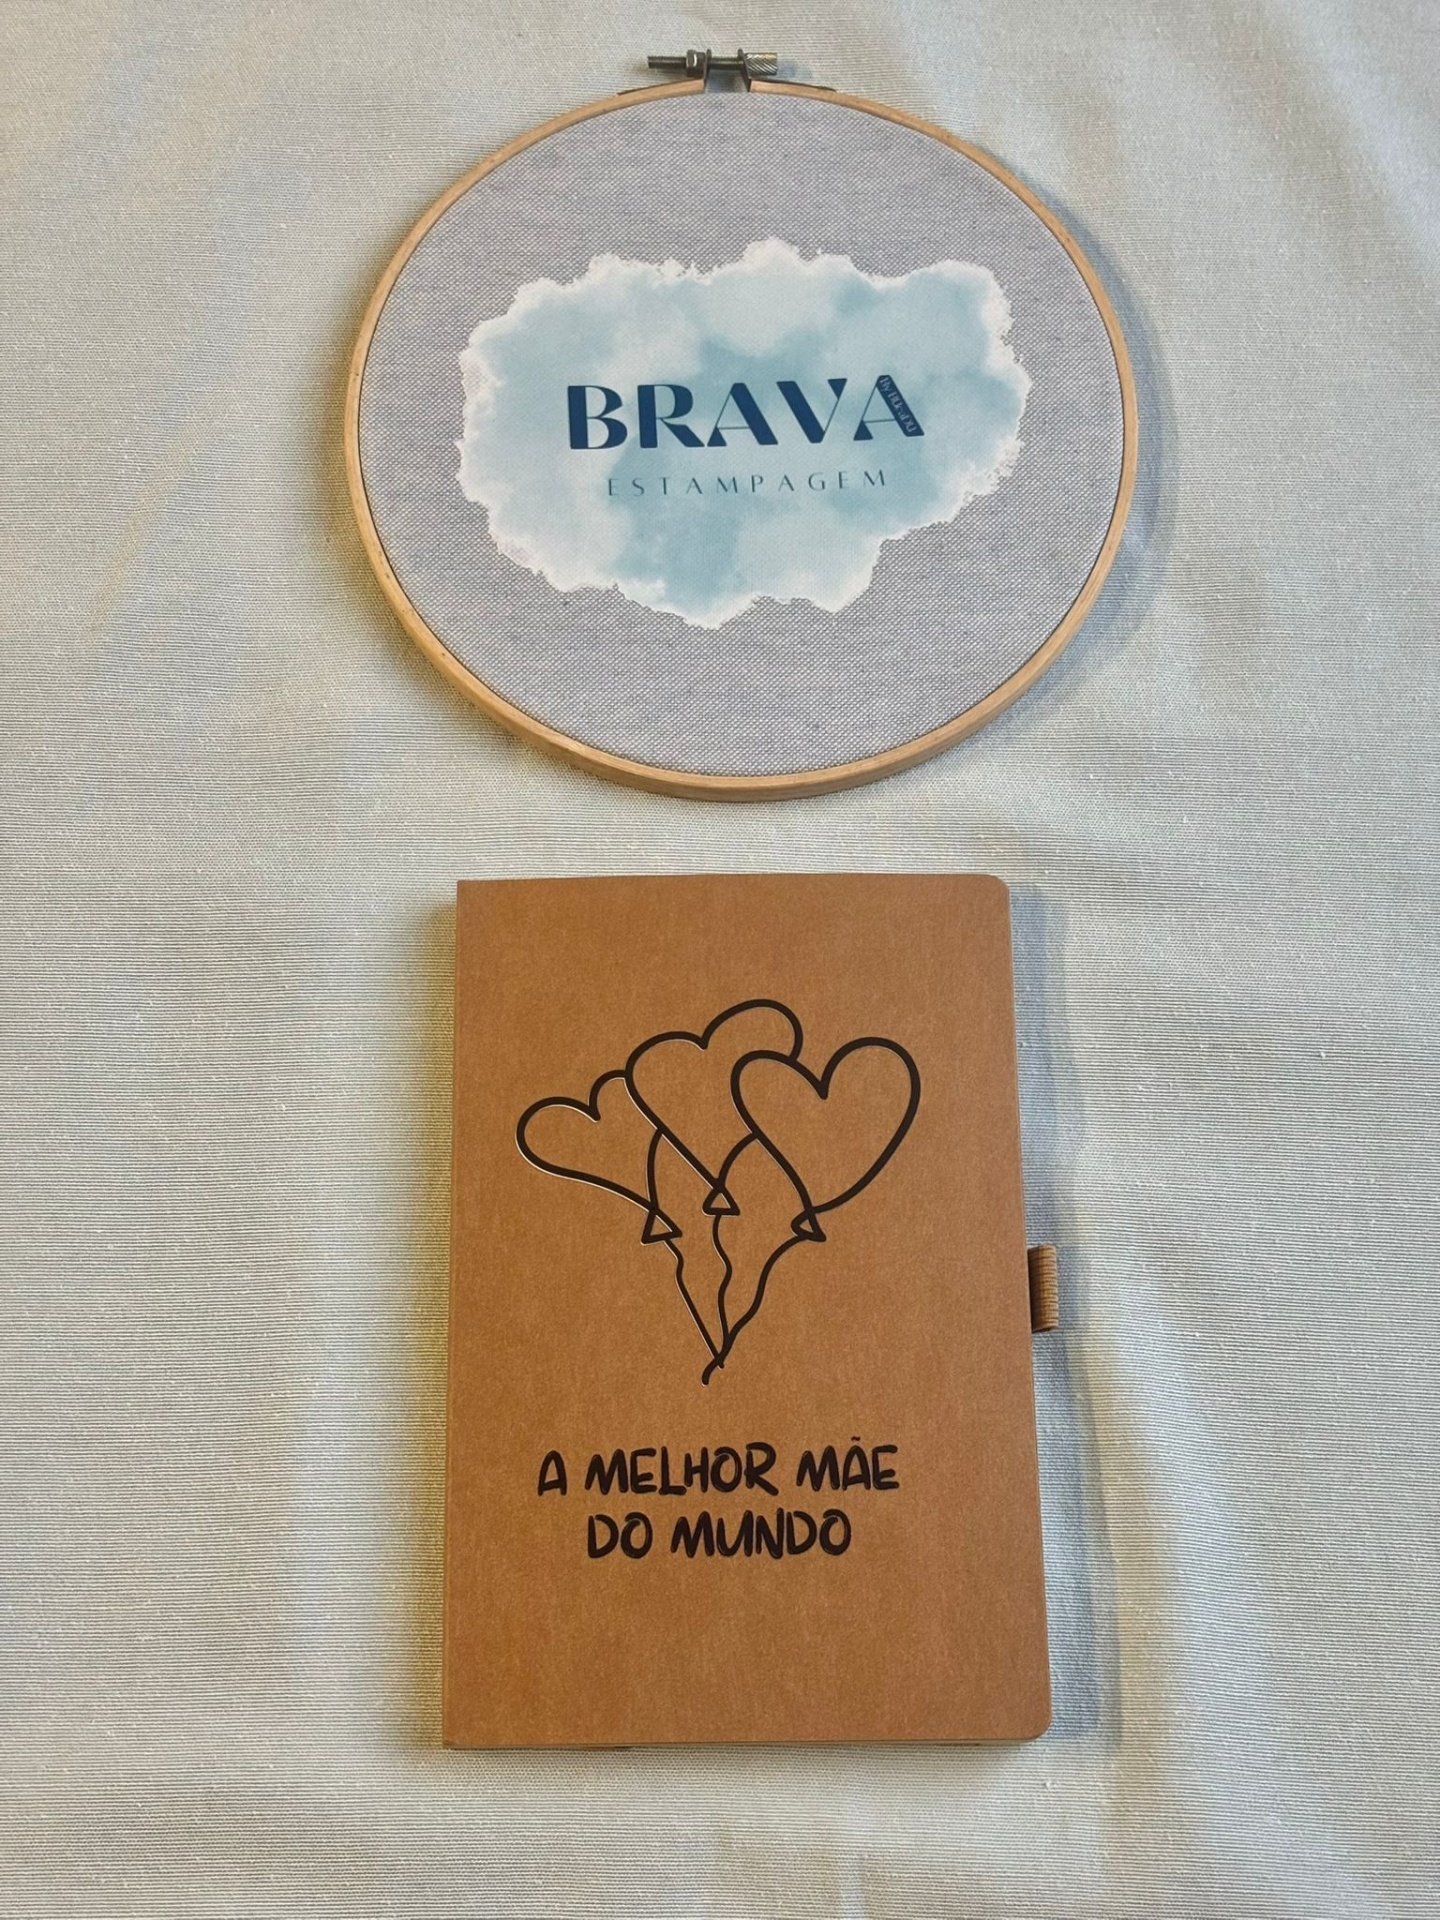 BRAVA
ESTAMPAGEM
A MELHOR MÃE
DO MUNDO